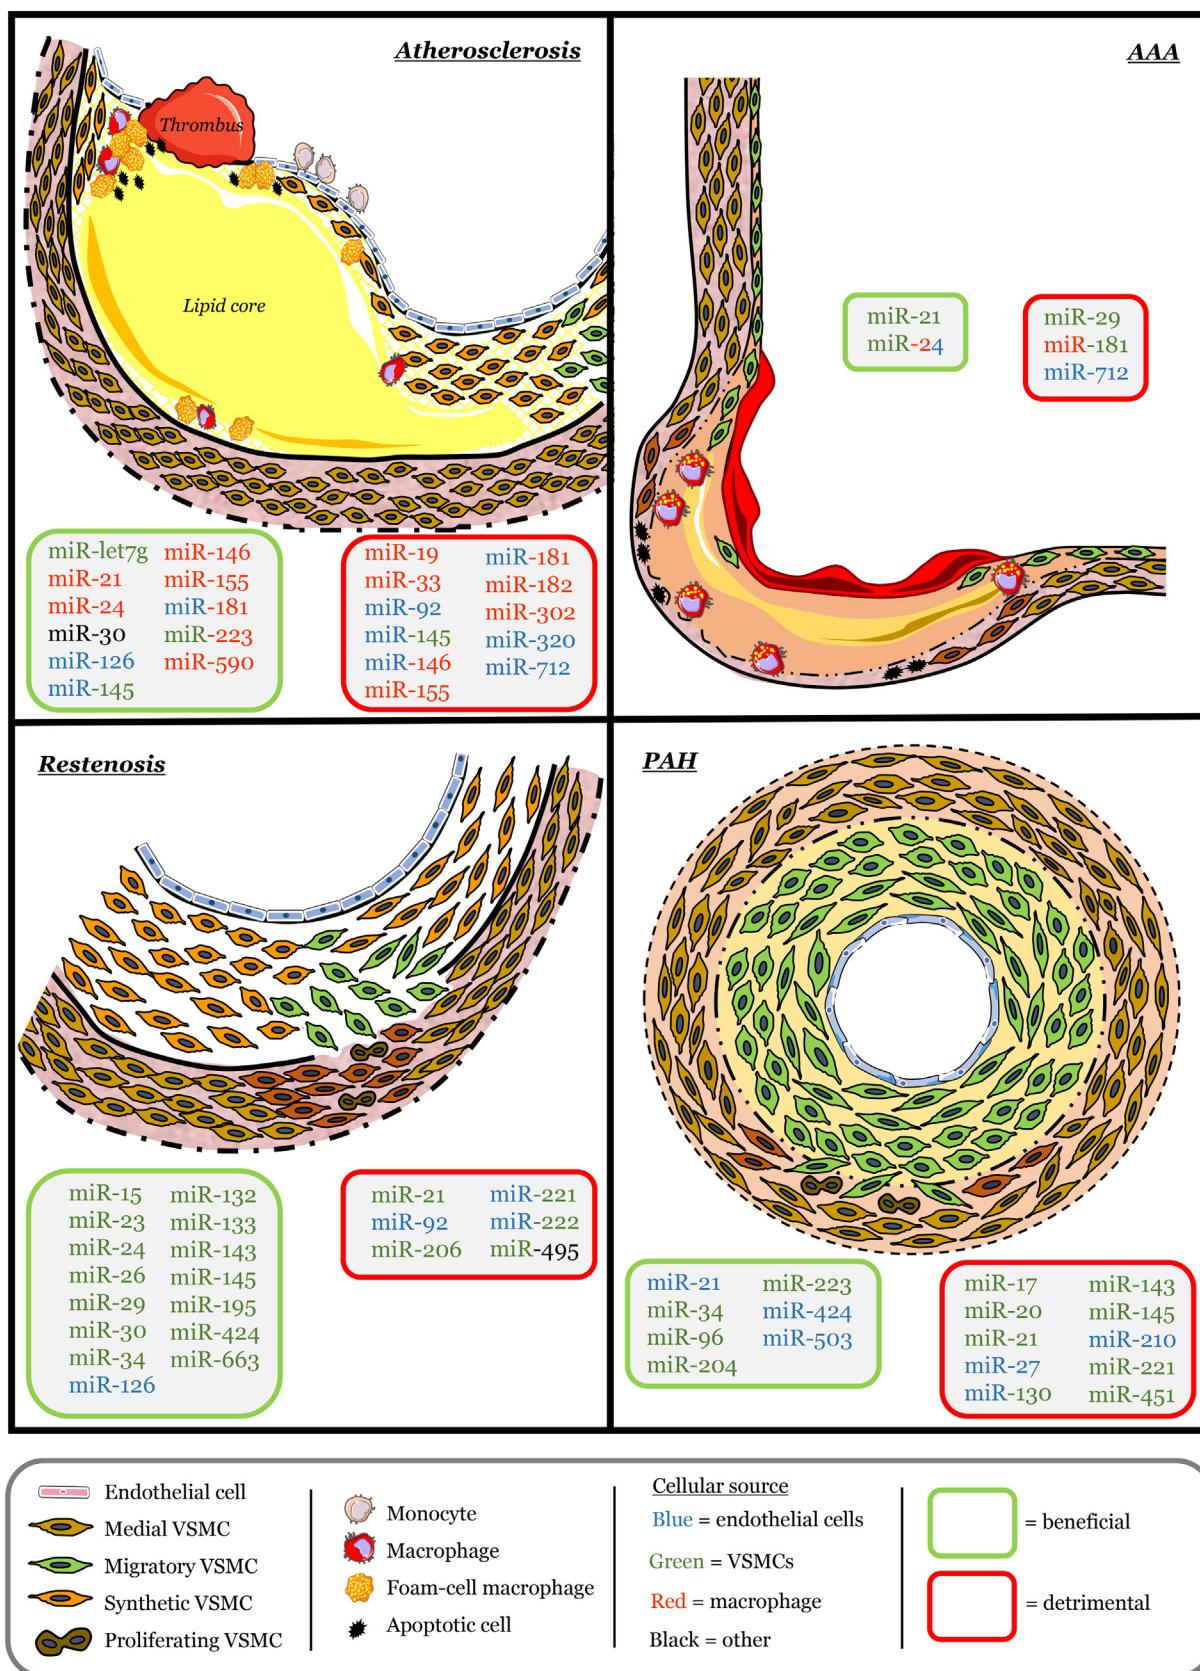 Atherosclerosis
Thrombus
Lipid core
miR-let7g
miR-21
miR-24
miR-30
miR-126
miR-145
miR-146
miR-155
miR-181
miR-223
miR-590
miR-19
miR-33
miR-92
miR-145
miR-146
miR-155
miR-181
miR-182
miR-302
miR-320
miR-712
AAA
miR-21
miR-24
miR-29
miR-181
miR-712
Restenosis
miR-15
miR-23
miR-24
miR-26
miR-29
miR-30
miR-34
miR-126
miR-132
miR-133
miR-143
miR-145
miR-195
miR-424
miR-663
miR-21
miR-92
miR-206
miR-221
miR-222
miR-495
PAH
miR-21
miR-34
miR-96
miR-204
miR-223
miR-424
miR-503
miR-17
miR-20
miR-21
miR-27
miR-130
miR-143
miR-145
miR-210
miR-221
miR-451
Endothelial cell
Medial VSMC
Migratory VSMC
Synthetic VSMC
Proliferating VSMC
Monocyte
Macrophage
Foam-cell macrophage
Apoptotic cell
Cellular source
Blue = endothelial cells
Green = VSMCs
Red = macrophage
Black = other
= beneficial
= detrimental